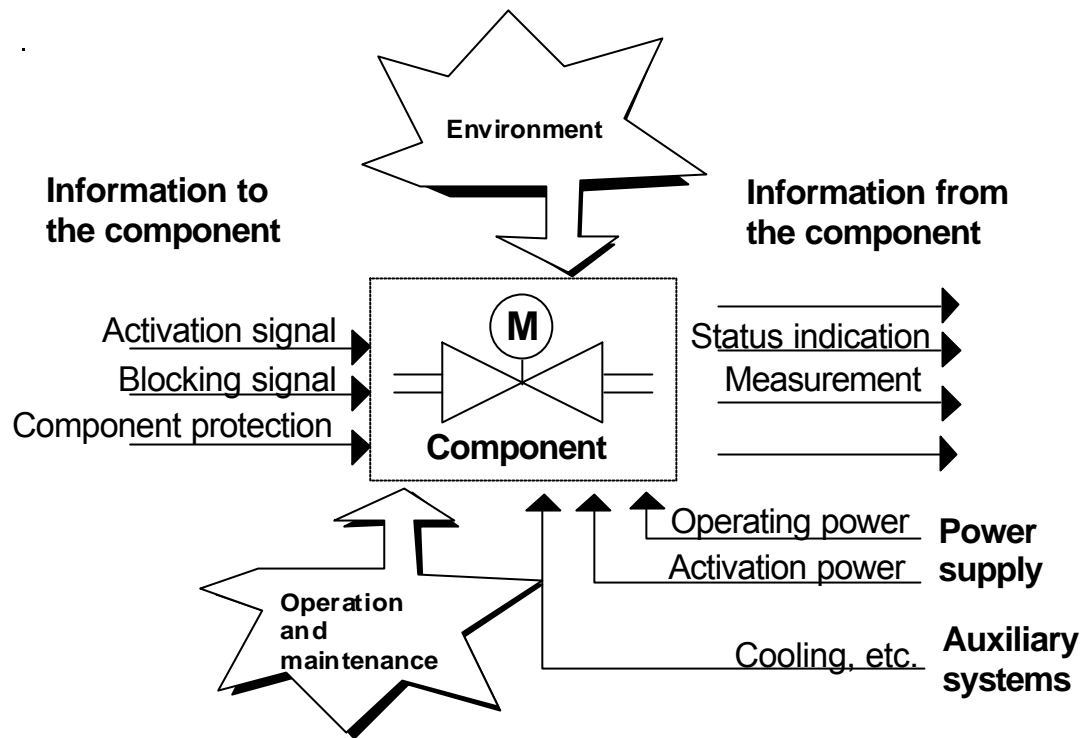 Environment
Information to
the component
Information from
the component
M
Activation signal
Blocking signal
Component protection
Component
Status indication
Measurement
Operating power
Activation power
Power
supply
Operation
and
maintenance
Cooling, etc.
Auxiliary
systems